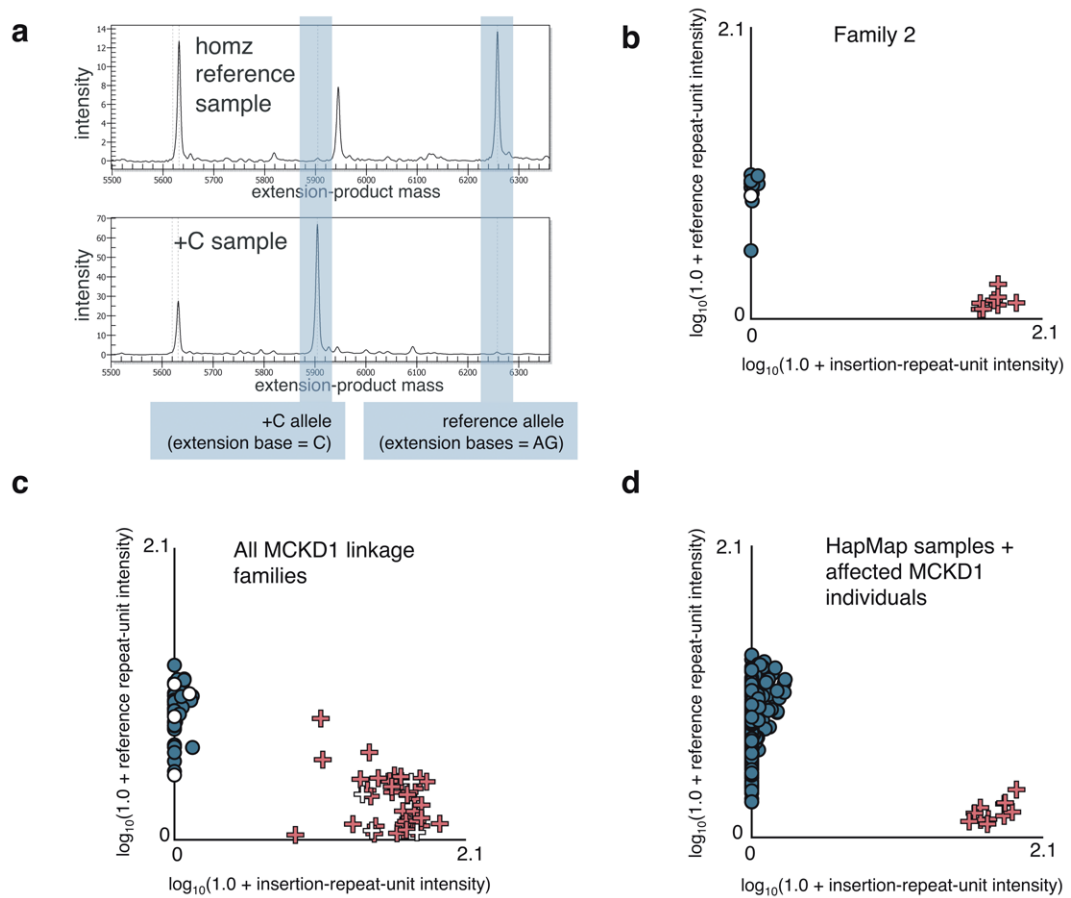 a
homz
reference
sample
intensity
14
12
10
8
6
4
2
0
5500 5600 5700 5800 5900 6000 6100 6200 6300
extension-product mass
+C sample
intensity
70
60
50
40
30
20
10
0
5500 5600 5700 5800 5900 6000 6100 6200 6300
extension-product mass
+C allele
(extension base = C)
reference allele
(extension bases = AG)
b
Family 2
2.1
log10(1.0 + reference repeat-unit intensity)
0
0
2.1
log10(1.0 + insertion-repeat-unit intensity)
c
All MCKD1 linkage
families
2.1
log10(1.0 + reference repeat-unit intensity)
0
0
2.1
log10(1.0 + insertion-repeat-unit intensity)
d
HapMap samples +
affected MCKD1
individuals
2.1
log10(1.0 + reference repeat-unit intensity)
0
0
2.1
log10(1.0 + insertion-repeat-unit intensity)